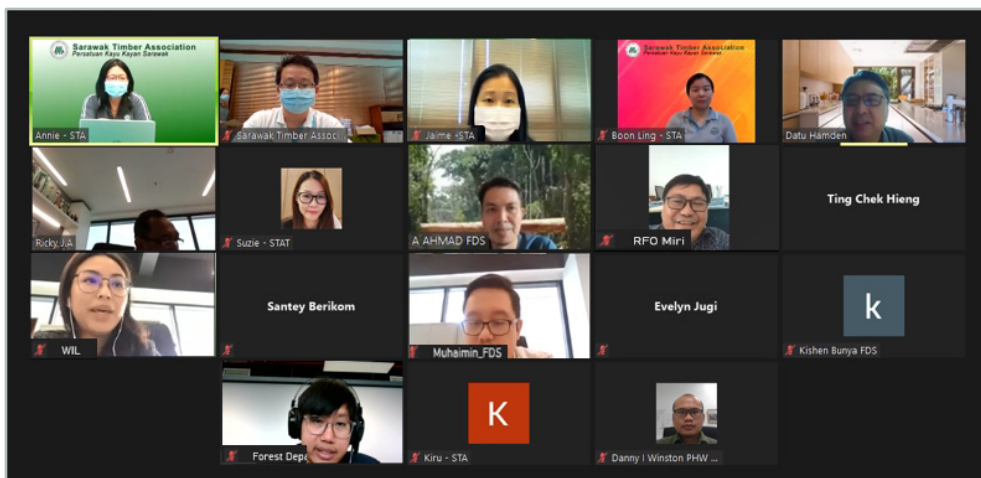 Sarawak Timber Association
Persatuan Kayu Kayan Sarawak
Annie - STA
Sarawak Timber Associ...
Jaime -STA
Sarawak Timber Association
Persatuan Kayu Kayan Sarawak
Boon Ling - STA
Datu Hamden
Ricky J.A
Suzie - STAT
A AHMAD FDS
RFO Miri
Ting Chek Hieng
WIL
Santey Berikom
Muhaimin_FDS
Evelyn Jugi
k
Kishen Bunya FDS
Forest Depa
K
Kiru - STA
Danny I Winston PHW ...